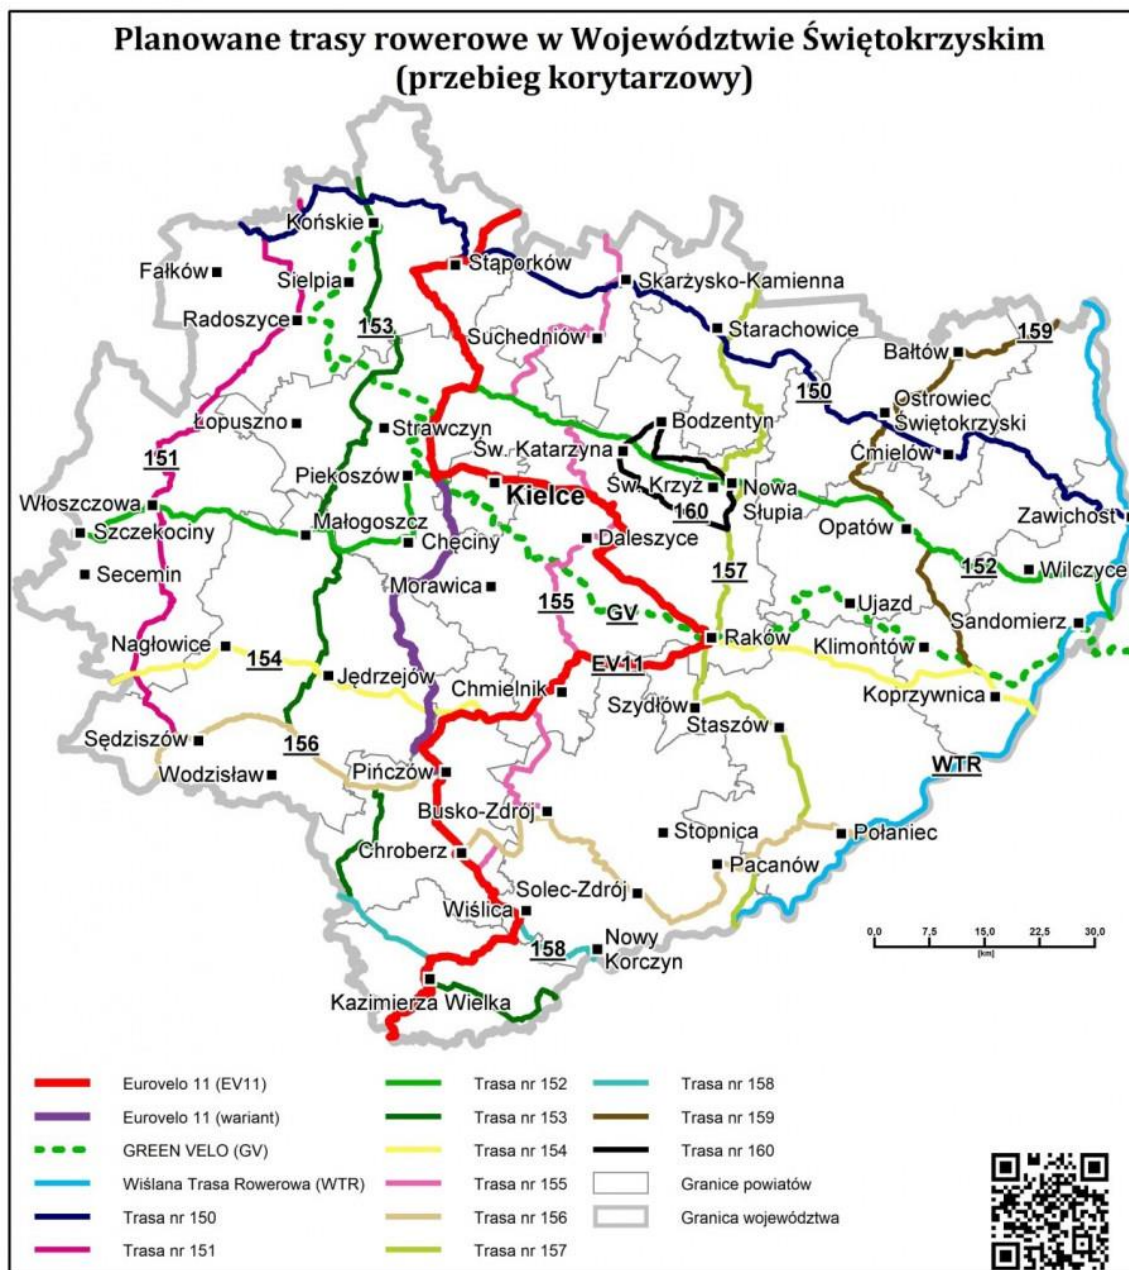 Planowane trasy rowerowe w Województwie Świętokrzyskim
(przebieg korytarzowy)
Końskie
Fałków
Sielpia
Stąporków
Skarżysko-Kamienna
Radoszyce
153
Suchedniów
Starachowice
159
Bałtów
150
Ostrowiec
Świętokrzyski
Łopuszno
Strawczyn
Bodzentyn
Św. Katarzyna
Ćmielów
151
Piekoszów
Kielce
Św. Krzyż
Nowa
Słupia
160
Włoszczowa
Szczekociny
Małogoszcz
Chęciny
Daleszyce
Opatów
Zawichost
Secemin
Morawica
157
152
Wilczyce
155
GV
Ujazd
Sandomierz
Nagłowice
154
Raków
Klimontów
Jędrzejów
EV11
Chmielnik
Szydłów
Koprzywnica
Staszów
Sędziszów
156
Wodzisław
Pińczów
WTR
Busko-Zdrój
Stopnica
Połaniec
Chroberz
Pacanów
Solec-Zdrój
Wiślica
158
Nowy
Korczyn
Kazimierza Wielka
0,0 7,5 15,0 22,5 30,0
[km]
Eurovelo 11 (EV11)
Eurovelo 11 (wariant)
GREEN VELO (GV)
Wiślana Trasa Rowerowa (WTR)
Trasa nr 150
Trasa nr 151
Trasa nr 152
Trasa nr 153
Trasa nr 154
Trasa nr 155
Trasa nr 156
Trasa nr 157
Trasa nr 158
Trasa nr 159
Trasa nr 160
Granice powiatów
Granica województwa